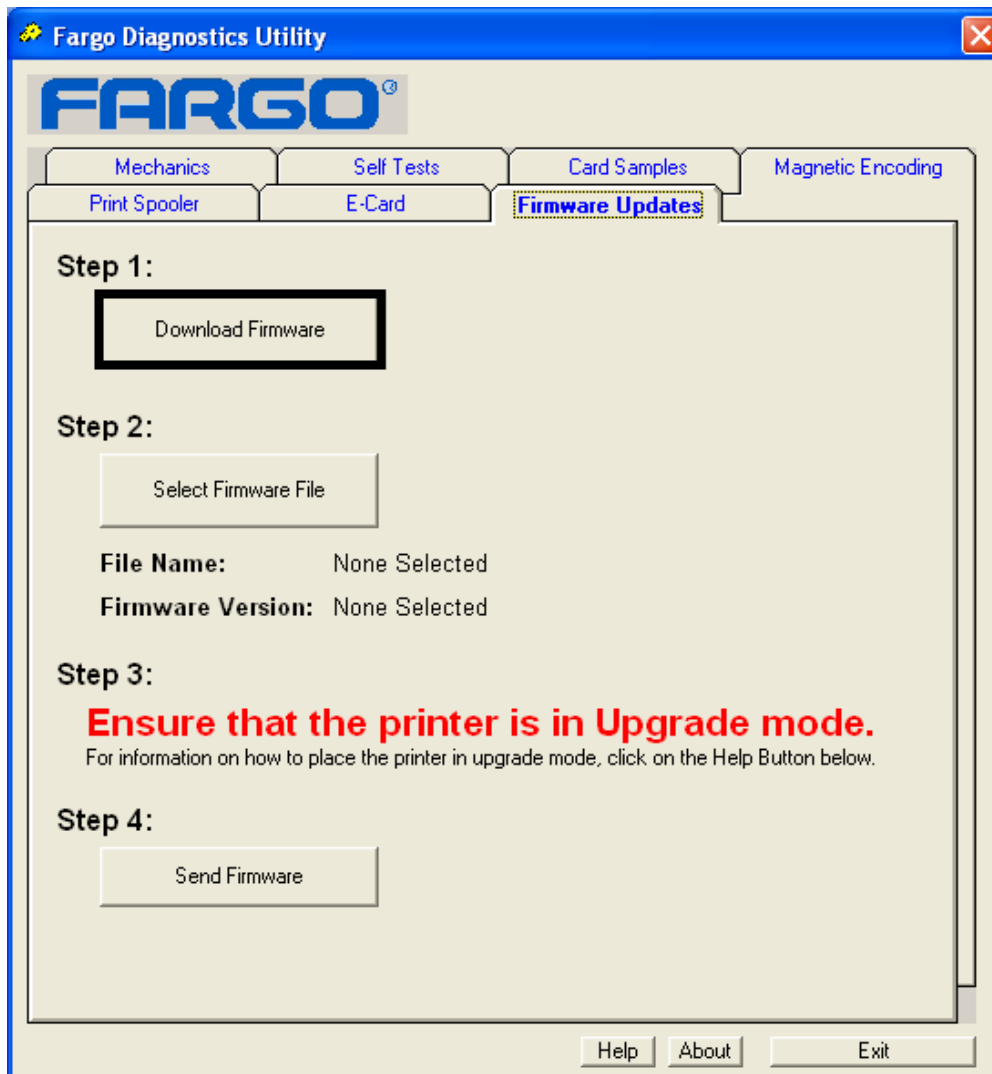 Fargo Diagnostics Utility
FARGO®
Mechanics Self Tests Card Samples Magnetic Encoding
Print Spooler E-Card Firmware Updates
Step 1:
Download Firmware
Step 2:
Select Firmware File
File Name: None Selected
Firmware Version: None Selected
Step 3:
Ensure that the printer is in Upgrade mode.
For information on how to place the printer in upgrade mode, click on the Help Button below.
Step 4:
Send Firmware
Help About Exit